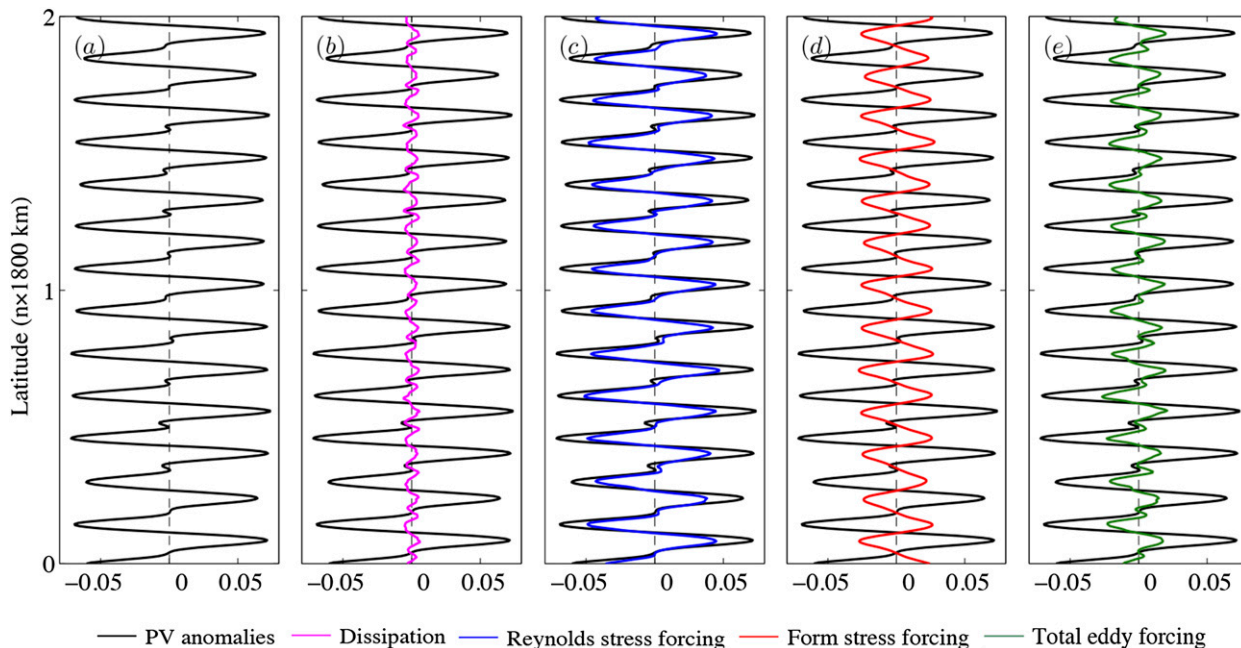 2
(a)
(b)
(c)
(d)
(e)
Latitude (n×1800 km)
1
0
−0.05 0 0.05
−0.05 0 0.05
−0.05 0 0.05
−0.05 0 0.05
−0.05 0 0.05
PV anomalies
Dissipation
Reynolds stress forcing
Form stress forcing
Total eddy forcing